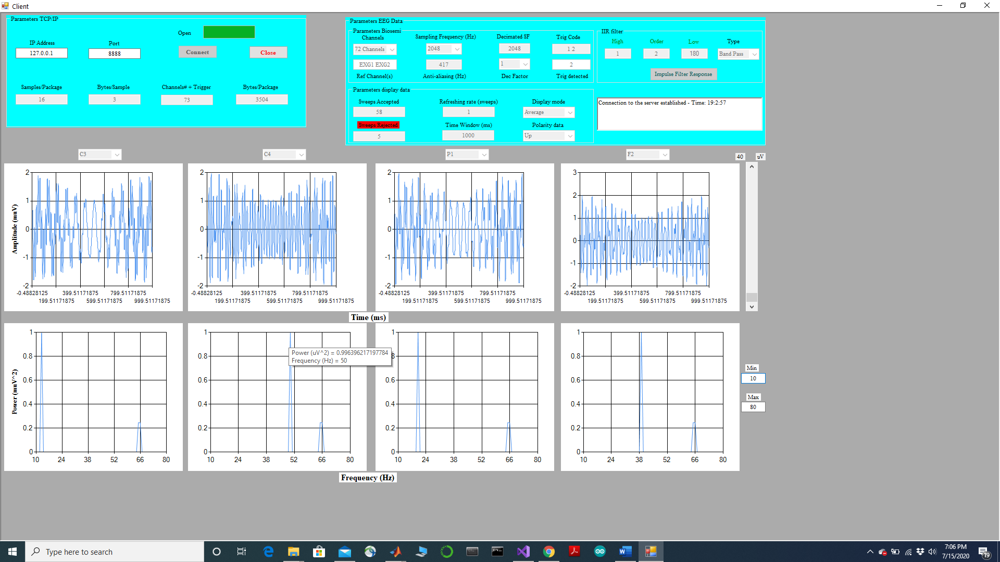 Client
Parameters TCP/IP
Open
IP Address
Port
127.0.0.1
8888
Connect
Close
Samples/Package
Bytes/Sample
Channels# + Trigger
Bytes/Package
16
3
73
3504
Parameters EEG Data
Parameters Biosemi
Channels
Sampling Frequency (Hz)
Decimated SF
Trig Code
72 Channels
2048
2048
1 2
EXG1 EXG2
417
1
2
Ref Channel(s)
Anti-aliasing (Hz)
Dec Factor
Trig detected
IIR filter
High
Order
Low
Type
1
2
180
Band Pass
Impulse Filter Response
Parameters display data
Sweeps Accepted
Refreshing rate (sweeps)
Display mode
58
1
Average
Sweeps Rejected
Time Window (ms)
Polarity data
5
1000
Up
Connection to the server established - Time: 19:2:57
C3
C4
P1
F2
40
uV
Amplitude (muV)
2
1
0
-1
-2
-0.48828125
399.51171875
799.51171875
199.51171875
599.51171875
999.51171875
2
1
0
-1
-2
-0.48828125
399.51171875
799.51171875
199.51171875
599.51171875
999.51171875
2
1
0
-1
-2
-0.48828125
399.51171875
799.51171875
199.51171875
599.51171875
999.51171875
3
2
1
0
-1
-2
-0.48828125
399.51171875
799.51171875
199.51171875
599.51171875
999.51171875
Time (ms)
Power (muV^2)
1
0.8
0.6
0.4
0.2
0
10 24 38 52 66 80
1
0.8
0.6
0.4
0.2
0
10 24 38 52 66 80
Power (uV^2) = 0.996396217197784
Frequency (Hz) = 50
1
8
0.6
0.4
0.2
0
10 24 38 52 66 80
1
0.8
0.6
0.4
0.2
0
10 24 38 52 66 80
Min
10
Max
80
Frequency (Hz)
Type here to search
7:06 PM
7/15/2020
19